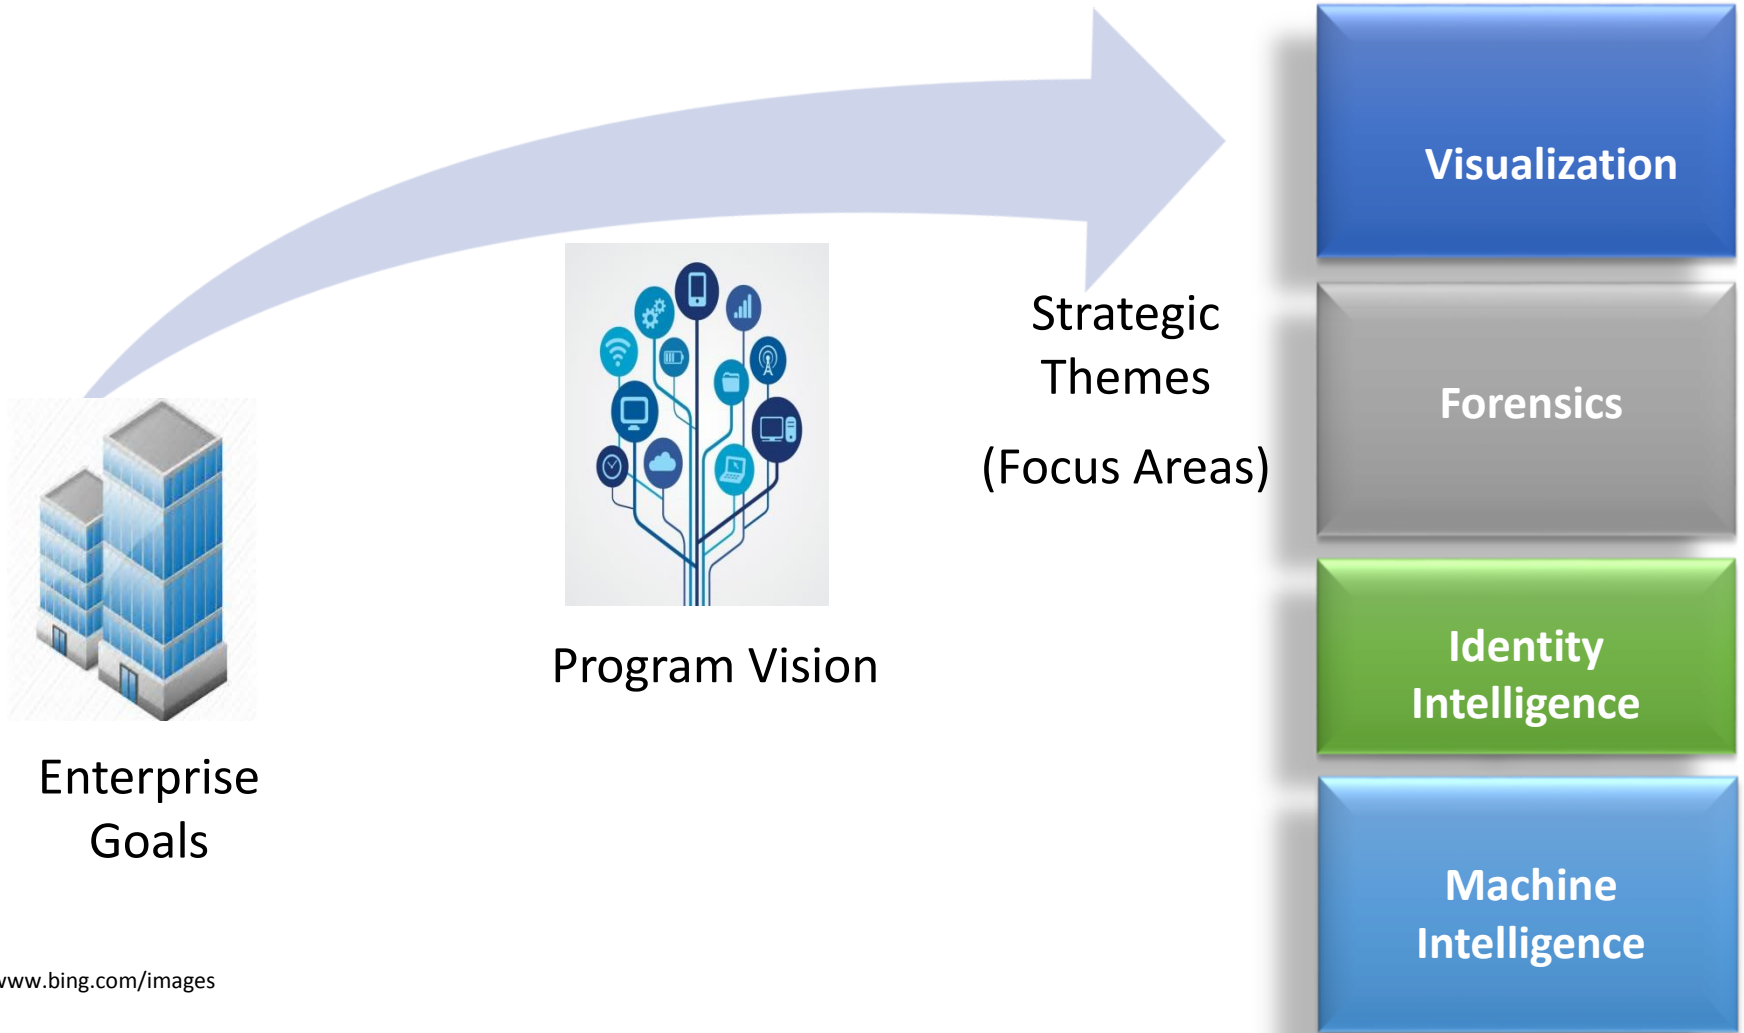 Visualization
Strategic
Themes
(Focus Areas)
Forensics
Program Vision
Identity
Intelligence
Enterprise
Goals
Machine
Intelligence
www.bing.com/images